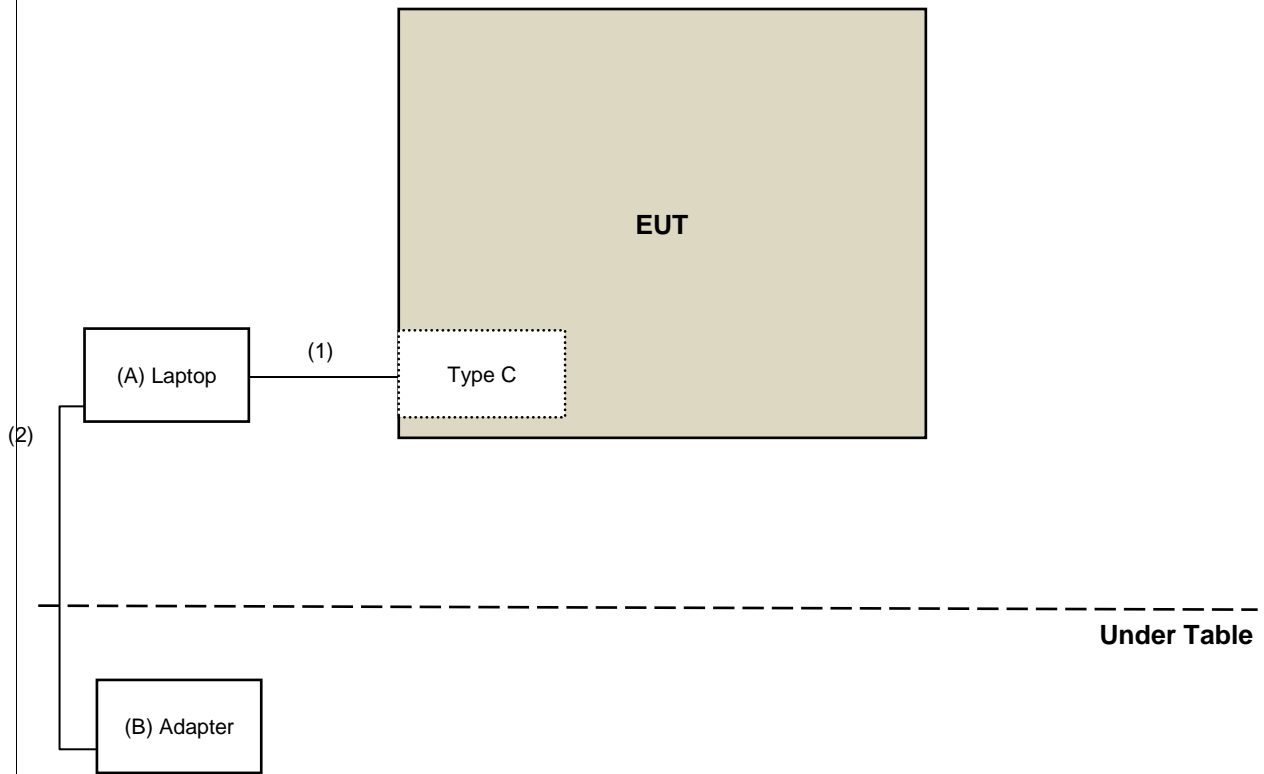 EUT
(1)
(A) Laptop
Type C
(2)
Under Table
(B) Adapter